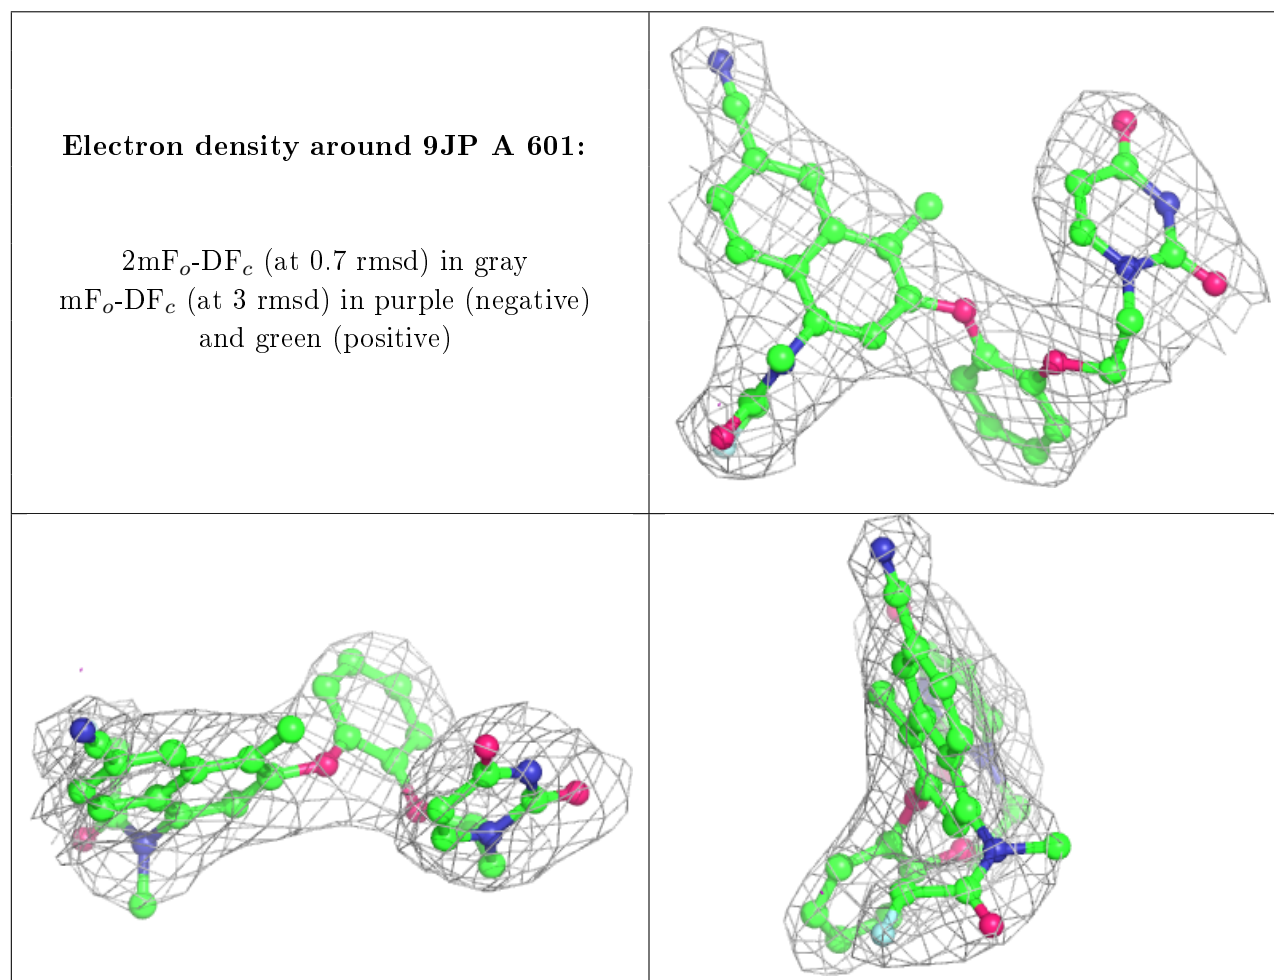 Electron density around 9JP A 601:
2mFₒ-DF𝒸 (at 0.7 rmsd) in gray
mFₒ-DF𝒸 (at 3 rmsd) in purple (negative)
and green (positive)